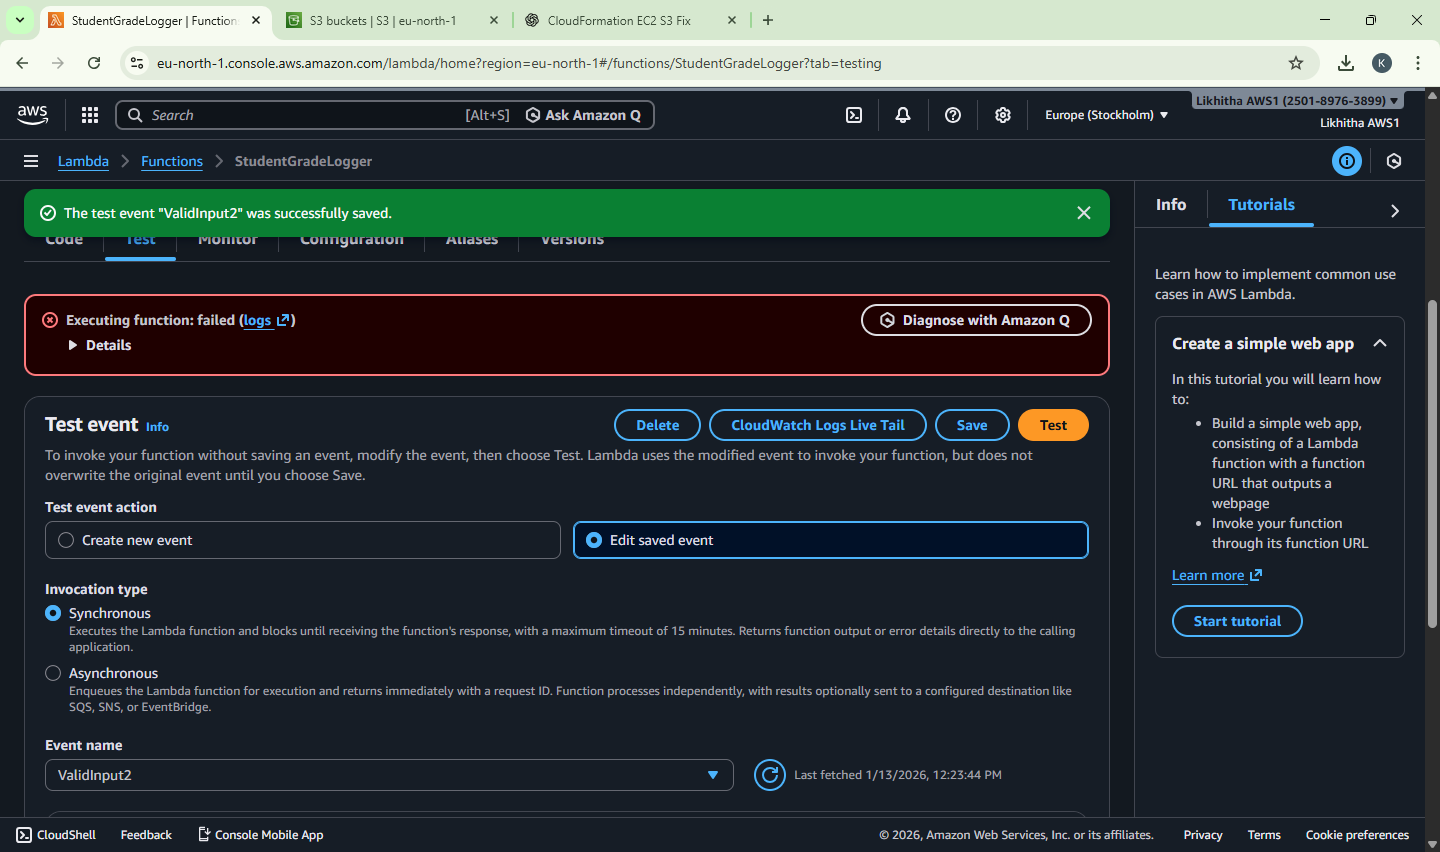 StudentGradeLogger | Function
S3 buckets | S3 | eu-north-1
CloudFormation EC2 S3 Fix
eu-north-1.console.aws.amazon.com/lambda/home?region=eu-north-1#/functions/StudentGradeLogger?tab=testing
K
aws
Search
[Alt+S]
Ask Amazon Q
Europe (Stockholm)
Likhitha AWS1 (2501-8976-3899)
Likhitha AWS1
Lambda
Functions
StudentGradeLogger
The test event "ValidInput2" was successfully saved.
Code
Test
Monitor
Configuration
Aliases
Versions
Executing function: failed (logs)
Diagnose with Amazon Q
Details
Test event
Info
Delete
CloudWatch Logs Live Tail
Save
Test
To invoke your function without saving an event, modify the event, then choose Test. Lambda uses the modified event to invoke your function, but does not
overwrite the original event until you choose Save.
Test event action
Create new event
Edit saved event
Invocation type
Synchronous
Executes the Lambda function and blocks until receiving the function's response, with a maximum timeout of 15 minutes. Returns function output or error details directly to the calling
application.
Asynchronous
Enqueues the Lambda function for execution and returns immediately with a request ID. Function processes independently, with results optionally sent to a configured destination like
SQS, SNS, or EventBridge.
Event name
ValidInput2
Last fetched 1/13/2026, 12:23:44 PM
Info
Tutorials
Learn how to implement common use
cases in AWS Lambda.
Create a simple web app
In this tutorial you will learn how
to:
• Build a simple web app,
consisting of a Lambda
function with a function
URL that outputs a
webpage
• Invoke your function
through its function URL
Learn more
Start tutorial
CloudShell
Feedback
Console Mobile App
© 2026, Amazon Web Services, Inc. or its affiliates.
Privacy
Terms
Cookie preferences